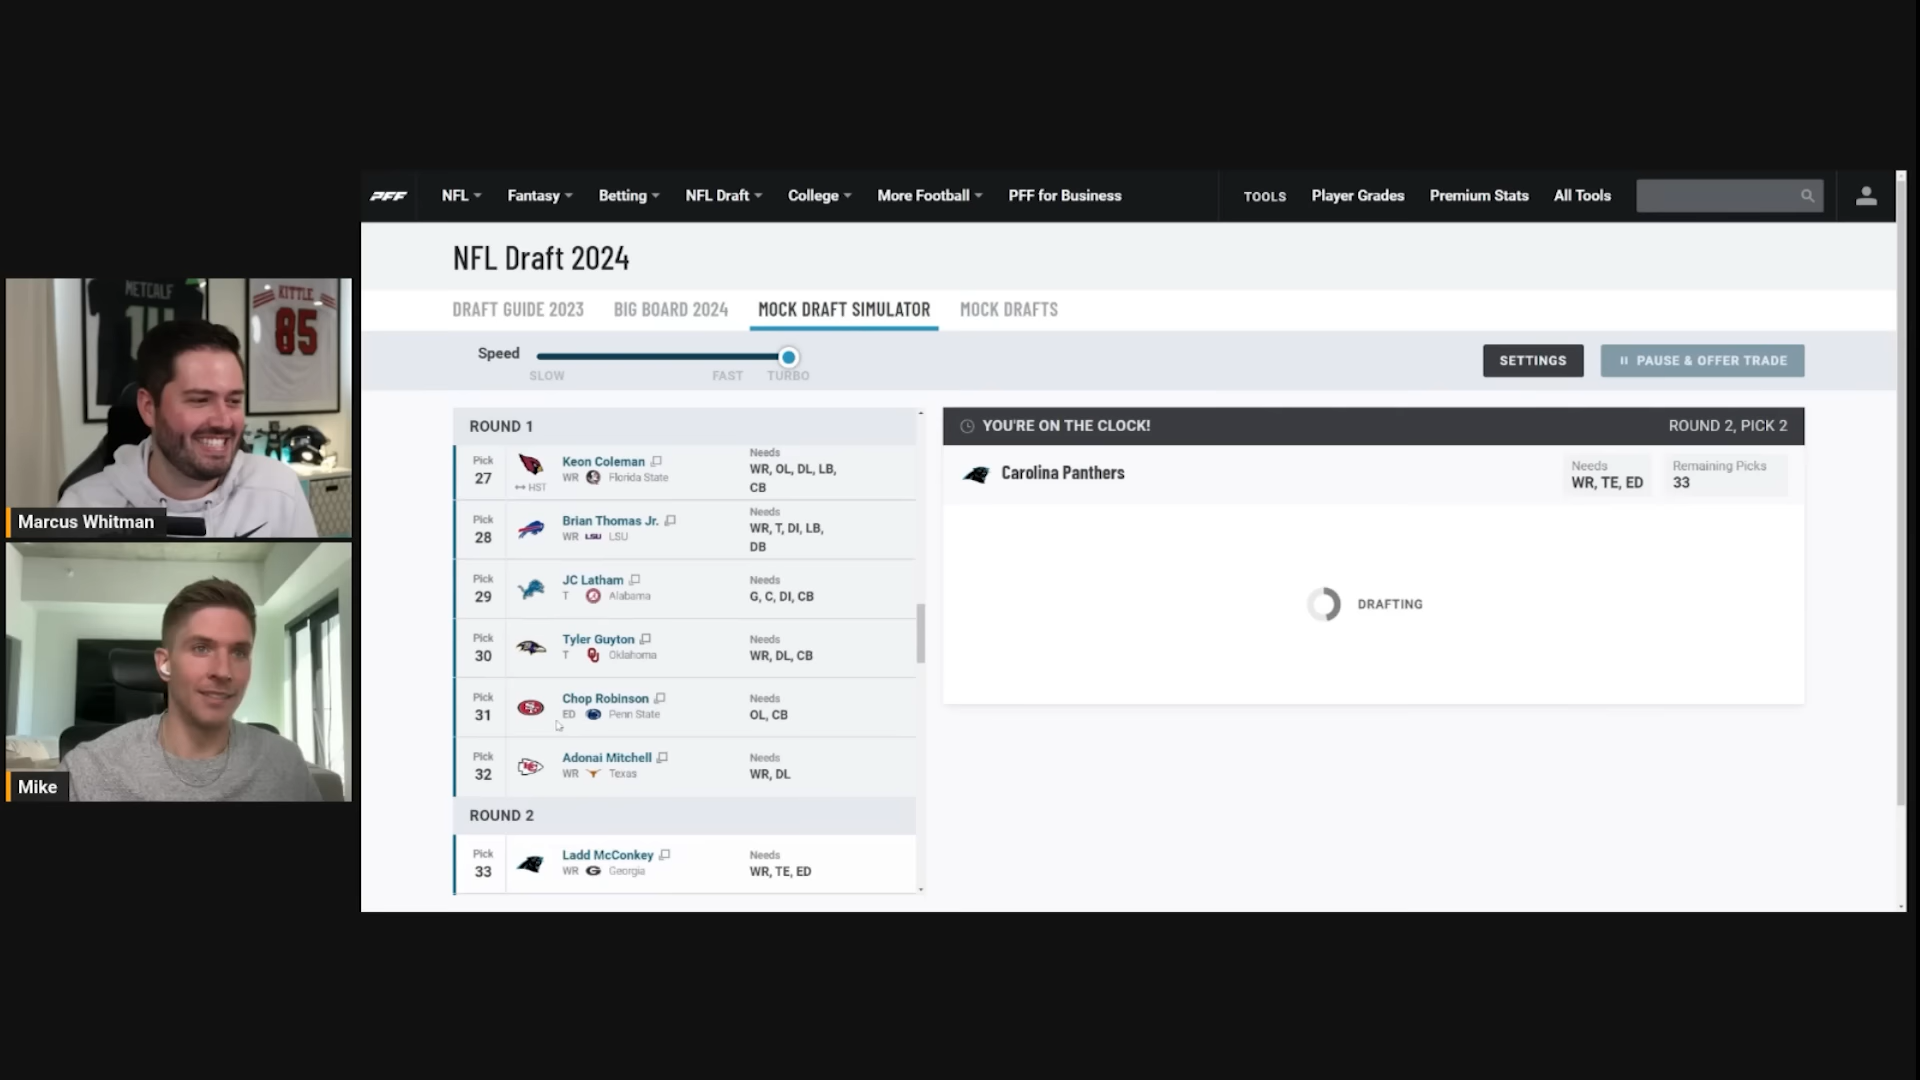 PFF
NFL
Fantasy
Betting
NFL Draft
College
More Football
PFF for Business
TOOLS
Player Grades
Premium Stats
All Tools
NFL Draft 2024
DRAFT GUIDE 2023
BIG BOARD 2024
MOCK DRAFT SIMULATOR
MOCK DRAFTS
Speed
SLOW
FAST
TURBO
SETTINGS
PAUSE & OFFER TRADE
METCALF
14
KITTLE
85
Marcus Whitman
Mike
ROUND 1
Pick
27
HST
Keon Coleman
WR Florida State
Needs
WR, OL, DL, LB,
CB
Pick
28
Brian Thomas Jr.
WR LSU LSU
Needs
WR, T, DI, LB,
DB
Pick
29
JC Latham
T Alabama
Needs
G, C, DI, CB
Pick
30
Tyler Guyton
T Oklahoma
Needs
WR, DL, CB
Pick
31
Chop Robinson
ED Penn State
Needs
OL, CB
Pick
32
Adonai Mitchell
WR Texas
Needs
WR, DL
ROUND 2
Pick
33
Ladd McConkey
WR Georgia
Needs
WR, TE, ED
YOU'RE ON THE CLOCK!
ROUND 2, PICK 2
Carolina Panthers
Needs
WR, TE, ED
Remaining Picks
33
DRAFTING